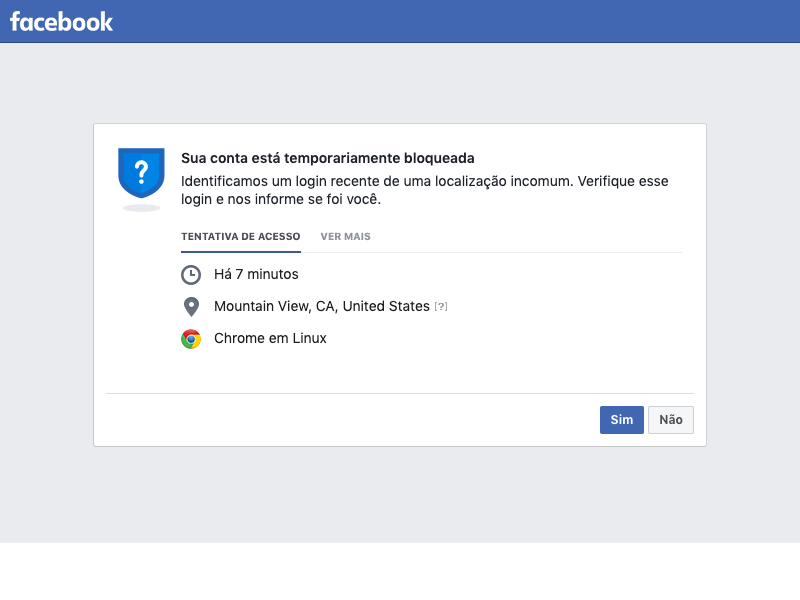 facebook
?
Sua conta está temporariamente bloqueada
Identificamos um login recente de uma localização incomum. Verifique esse
login e nos informe se foi você.
TENTATIVA DE ACESSO VER MAIS
Há 7 minutos
Mountain View, CA, United States [?]
Chrome em Linux
Sim Não